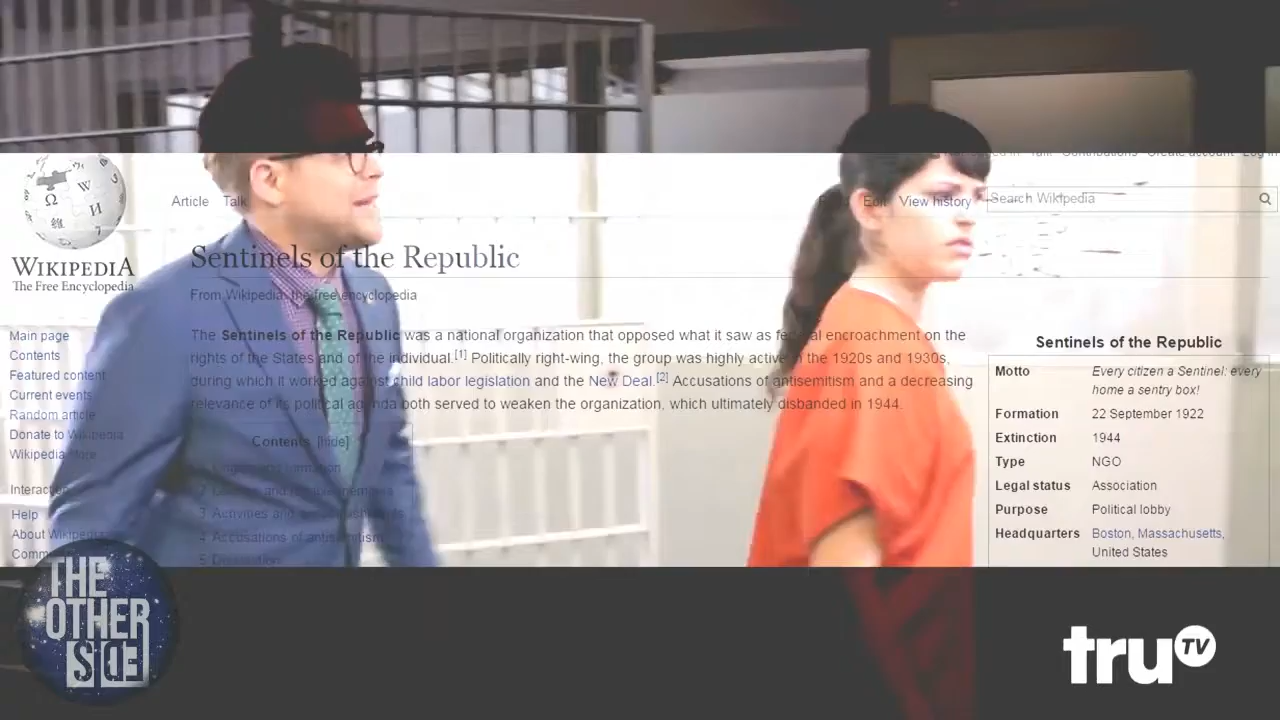 Article Talk
Edit View history
Search Wikipedia
WIKIPEDIA
The Free Encyclopedia
Sentinels of the Republic
From Wikipedia, the free encyclopedia
The Sentinels of the Republic was a national organization that opposed what it saw as federal encroachment on the
rights of the States and of the individual.[1] Politically right-wing, the group was highly active in the 1920s and 1930s,
during which it worked against child labor legislation and the New Deal.[2] Accusations of antisemitism and a decreasing
relevance of its political agenda both served to weaken the organization, which ultimately disbanded in 1944.
Contents [hide]
4 Accusations of antisemitism
Main page
Contents
Featured content
Current events
Random article
Donate to Wikipedia
Wikipedia store
Help
About Wikipedia
Sentinels of the Republic
Motto Every citizen a Sentinel: every
home a sentry box!
Formation 22 September 1922
Extinction 1944
Type NGO
Legal status Association
Purpose Political lobby
Headquarters Boston, Massachusetts,
United States
THE
OTHER
SIDE
truTV